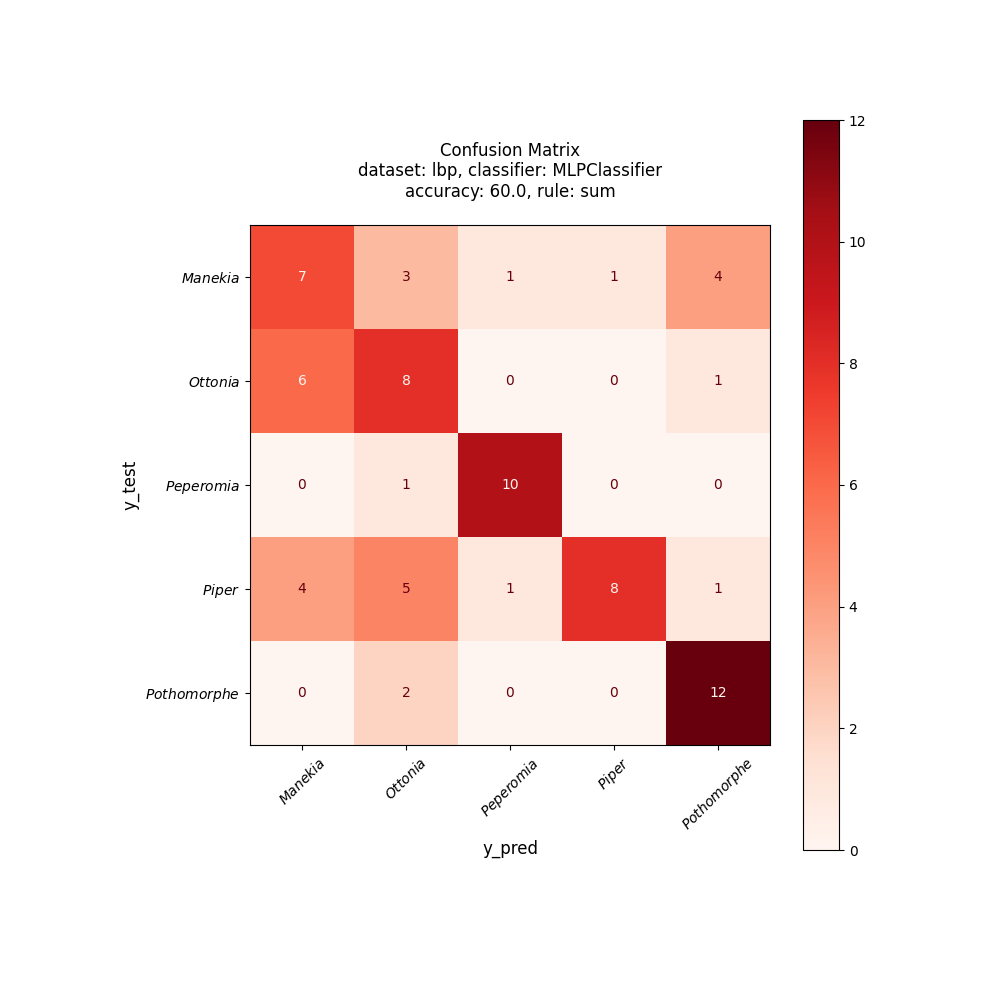 Confusion Matrix
dataset: lbp, classifier: MLPClassifier
accuracy: 60.0, rule: sum
Manekia 7 3 1 1 4
Ottonia 6 8 0 0 1
Peperomia 0 1 10 0 0
Piper 4 5 1 8 1
Pothomorphe 0 2 0 0 12
y_test
Manekia Ottonia Peperomia Piper Pothomorphe
y_pred
12
10
8
6
4
2
0